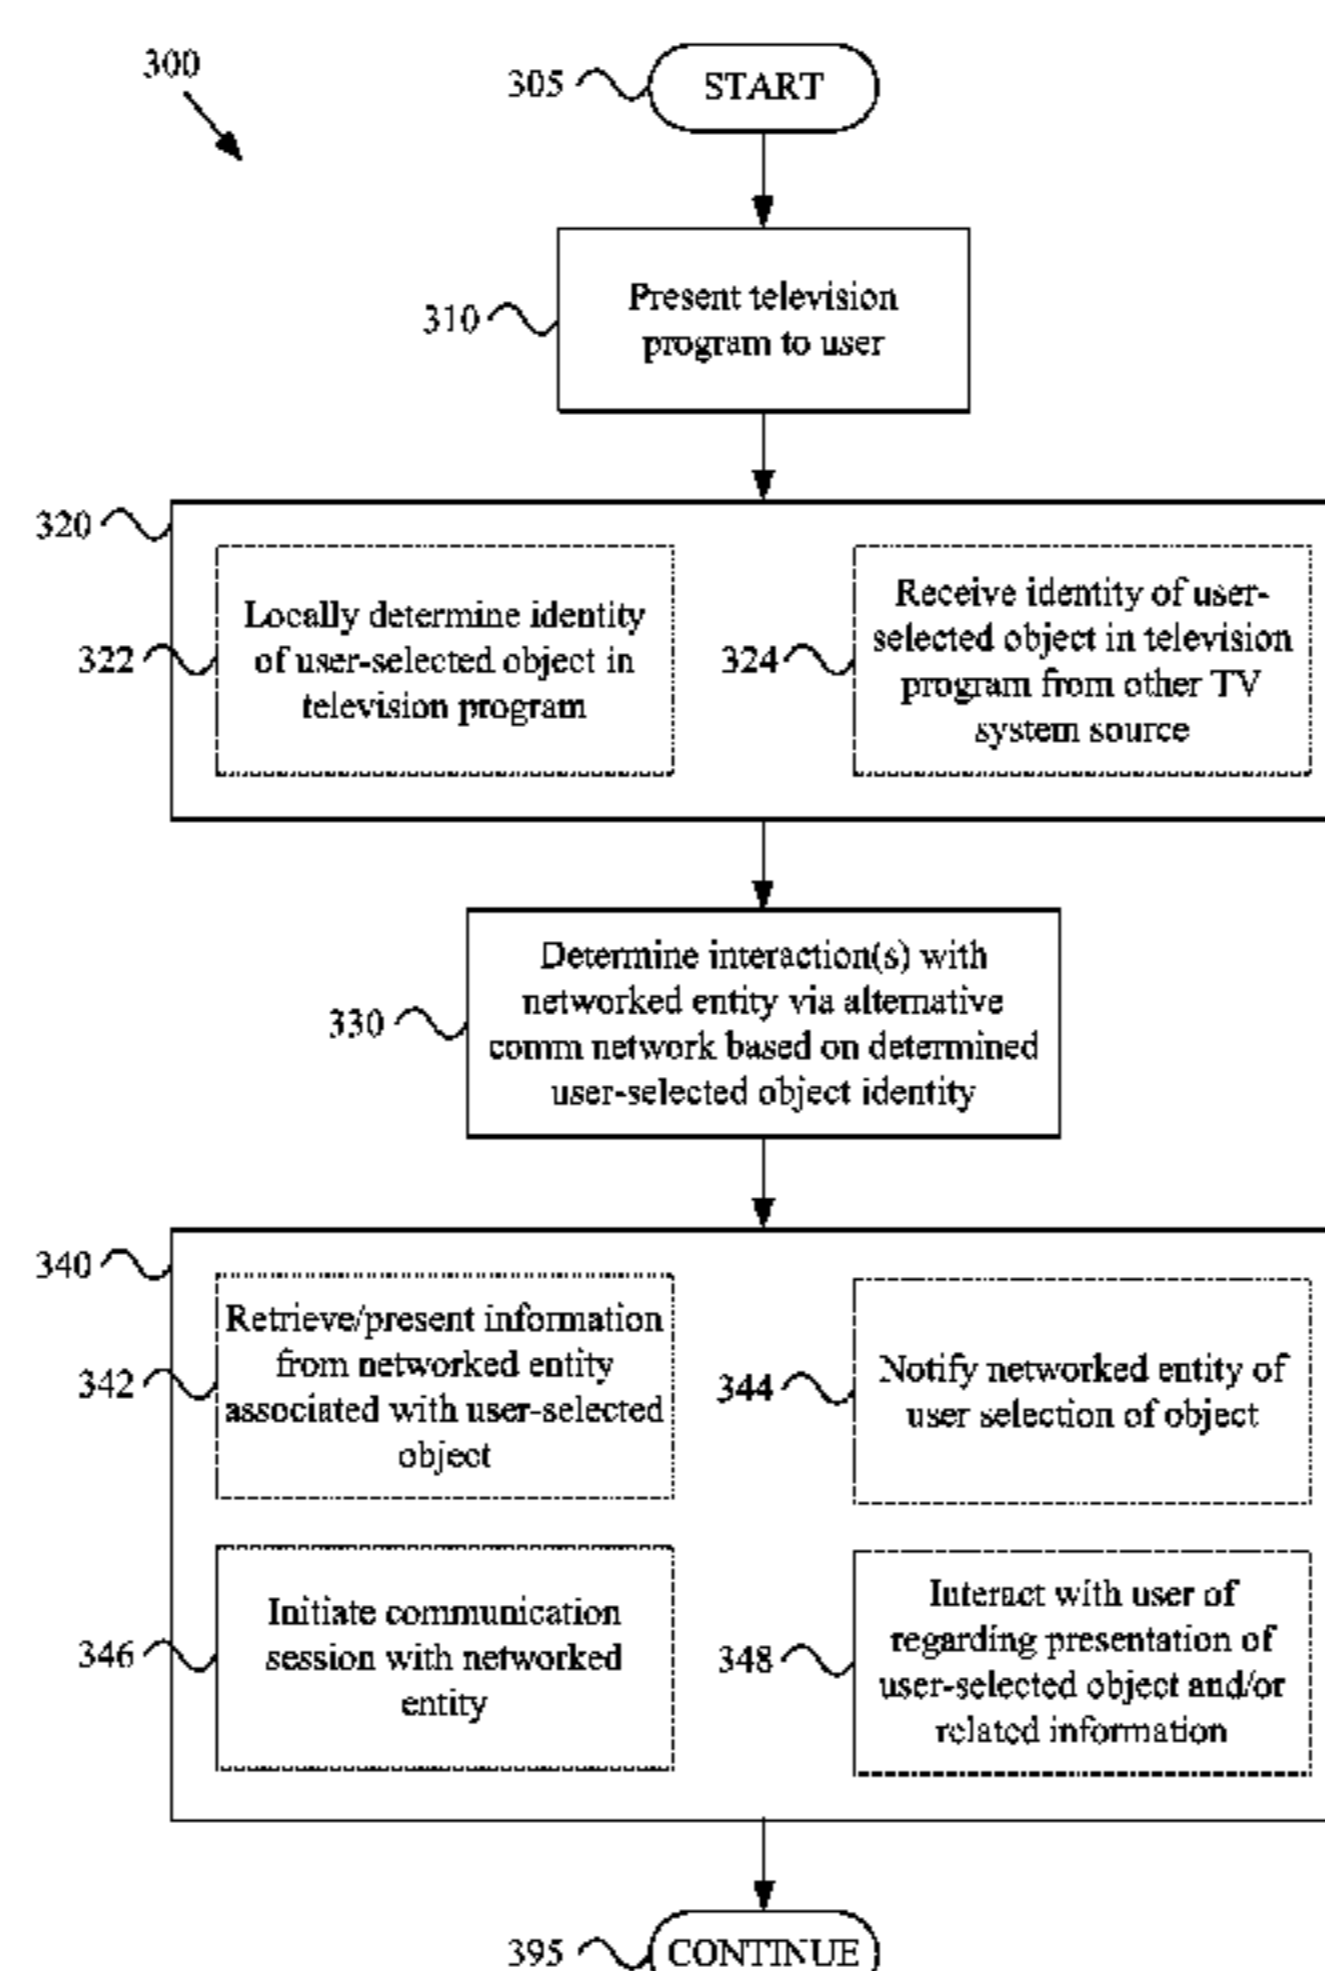 300
305
START
310
Present television
program to user
320
322
Locally determine identity
of user-selected object in
television program
324
Receive identity of user-
selected object in television
program from other TV
system source
330
Determine interaction(s) with
networked entity via alternative
comm network based on determined
user-selected object identity
340
342
Retrieve/present information
from networked entity
associated with user-selected
object
344
Notify networked entity of
user selection of object
346
Initiate communication
session with networked
entity
348
Interact with user of
regarding presentation of
user-selected object and/or
related information
395
CONTINUE